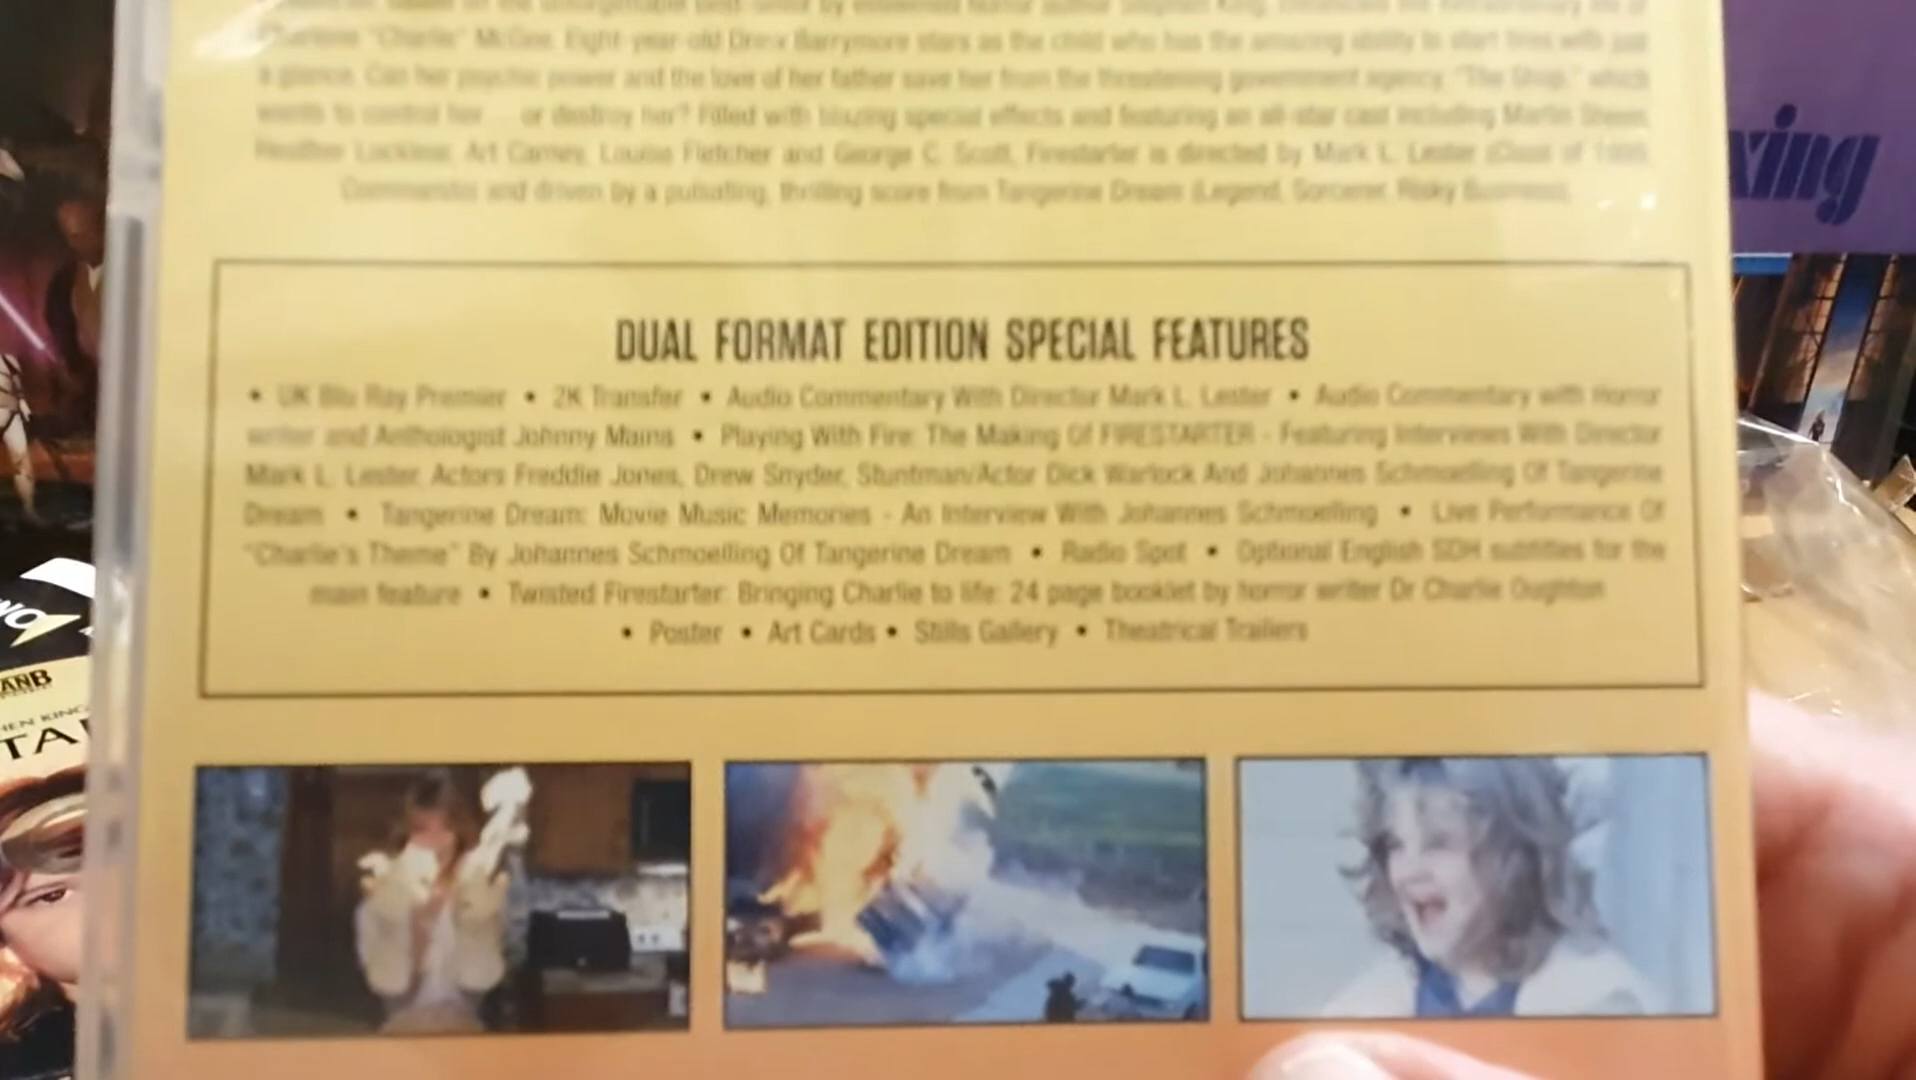 Charlene "Charlie" McGee. Eight-year-old Drew Barrymore stars as the child who has the amazing ability to start fires with just
a glance. Can her psychic power and the love of her father save her from the threatening government agency, "The Shop," which
wants to control her ... or destroy her? Filled with blazing special effects and featuring an all-star cast including Martin Sheen,
Heather Locklear, Art Carney, Louise Fletcher and George C. Scott, Firestarter is directed by Mark L. Lester (Class of 1999,
Commando) and driven by a pulsating, thrilling score from Tangerine Dream (Legend, Sorcerer, Risky Business).
DUAL FORMAT EDITION SPECIAL FEATURES
• UK Blu Ray Premier • 2K Transfer • Audio Commentary With Director Mark L. Lester • Audio Commentary with Horror
writer and Anthologist Johnny Mains • Playing With Fire: The Making Of FIRESTARTER - Featuring Interviews With Director
Mark L. Lester, Actors Freddie Jones, Drew Snyder, Stuntman/Actor Dick Warlock And Johannes Schmoelling Of Tangerine
Dream • Tangerine Dream: Movie Music Memories - An Interview With Johannes Schmoelling • Live Performance Of
"Charlie's Theme" By Johannes Schmoelling Of Tangerine Dream • Radio Spot • Optional English SDH subtitles for the
main feature • Twisted Firestarter: Bringing Charlie to life: 24 page booklet by horror writer Dr Charlie Oughton
• Poster • Art Cards • Stills Gallery • Theatrical Trailers
xing
ANB
HEN KING
TA